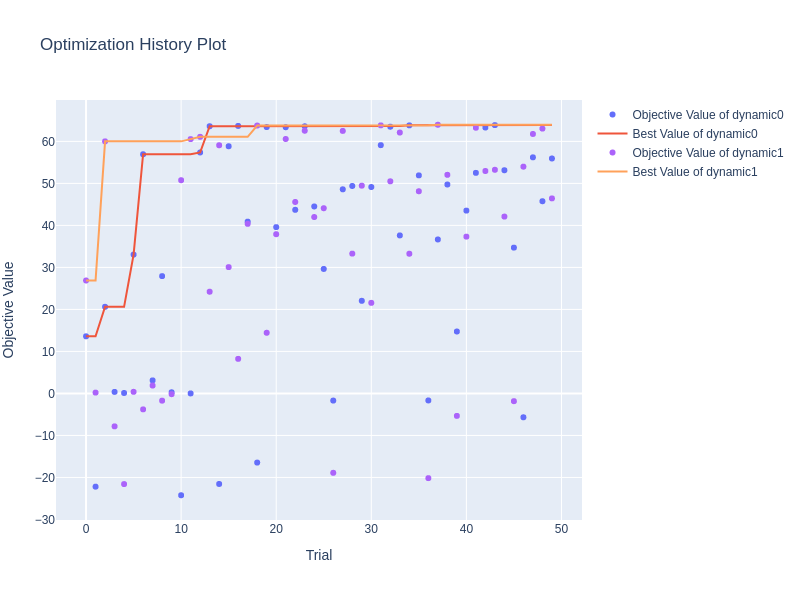 Optimization History Plot
Objective Value of dynamic0
Best Value of dynamic0
Objective Value of dynamic1
Best Value of dynamic1
60
50
40
30
20
10
0
−10
−20
−30
Objective Value
0 10 20 30 40 50
Trial